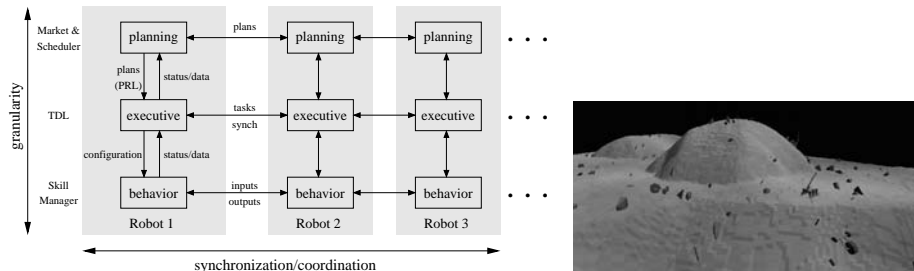 Market &
Scheduler
planning
plans
planning
planning
plans
(PRL)
status/data
TDL
executive
tasks
synch
executive
executive
configuration
status/data
Skill
Manager
behavior
inputs
outputs
behavior
behavior
Robot 1
Robot 2
Robot 3
granularity
synchronization/coordination